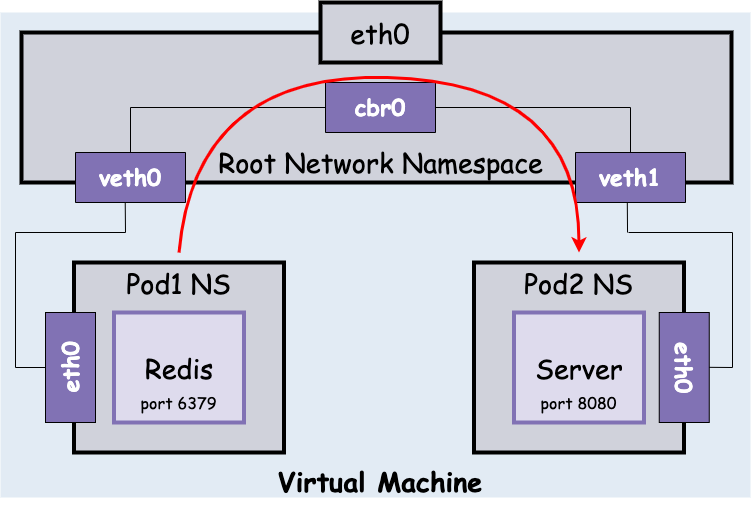 eth0
cbr0
Root Network Namespace
veth0
veth1
Pod1 NS
Pod2 NS
eth0
Redis
port 6379
Server
port 8080
eth0
Virtual Machine